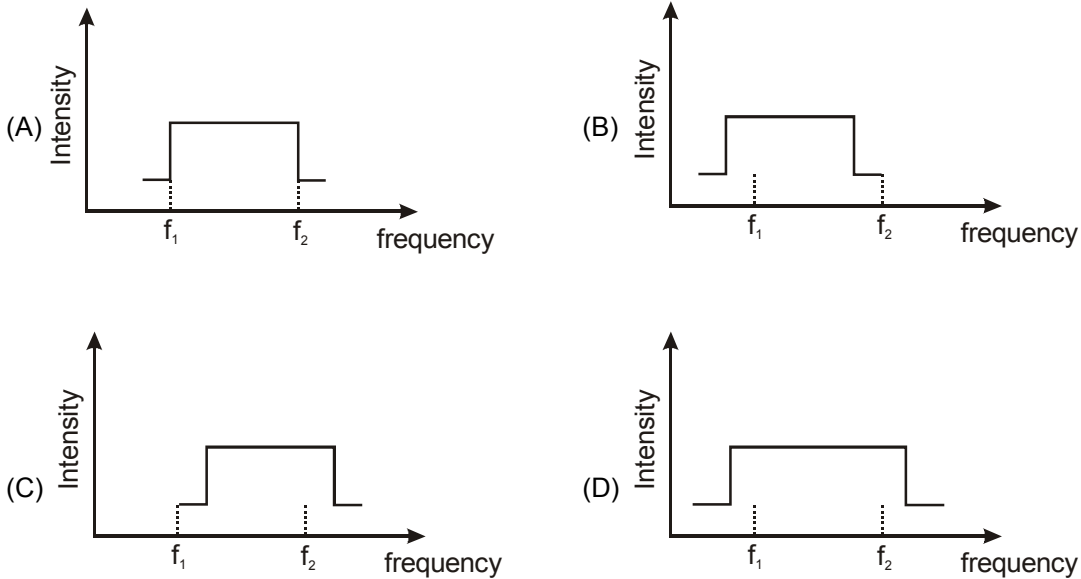 (A)
Intensity
f₁
f₂
frequency
(B)
Intensity
f₁
f₂
frequency
(C)
Intensity
f₁
f₂
frequency
(D)
Intensity
f₁
f₂
frequency